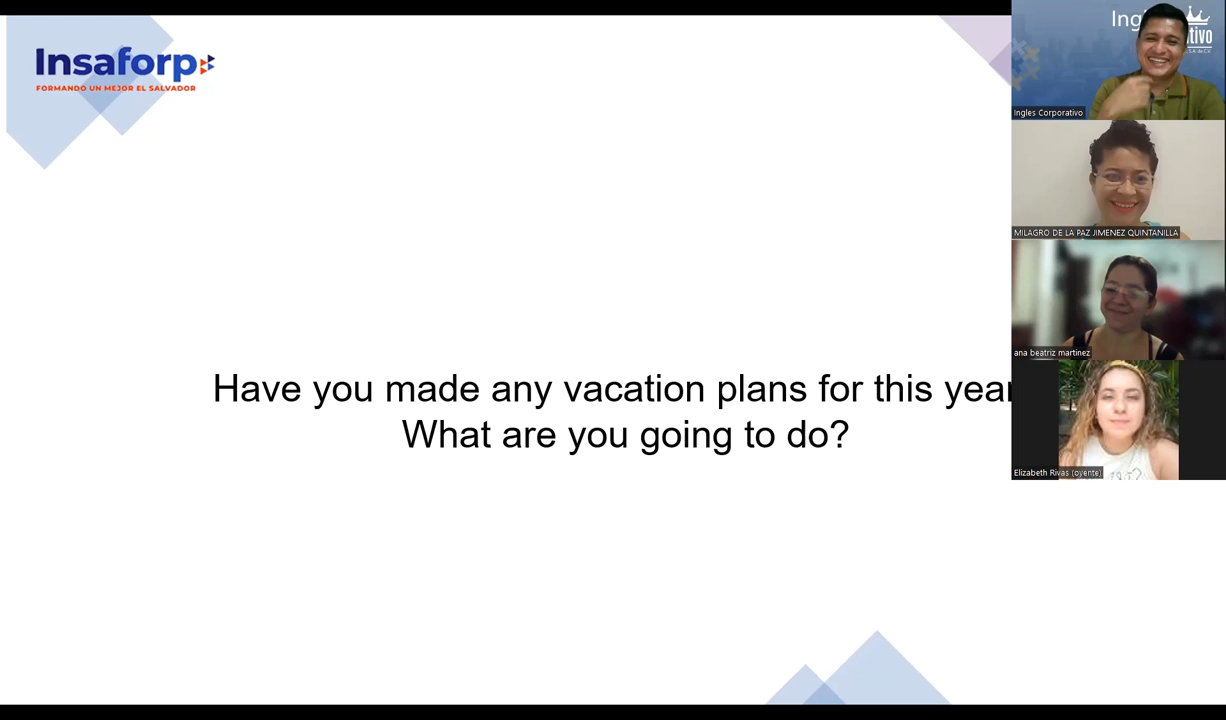 Insaforp
FORMANDO UN MEJOR EL SALVADOR
Have you made any vacation plans for this year
What are you going to do?
Ingles Corporativo
MILAGRO DE LA PAZ JIMENEZ QUINTANILLA
ana beatriz martinez
Elizabeth Rivas (oyente)